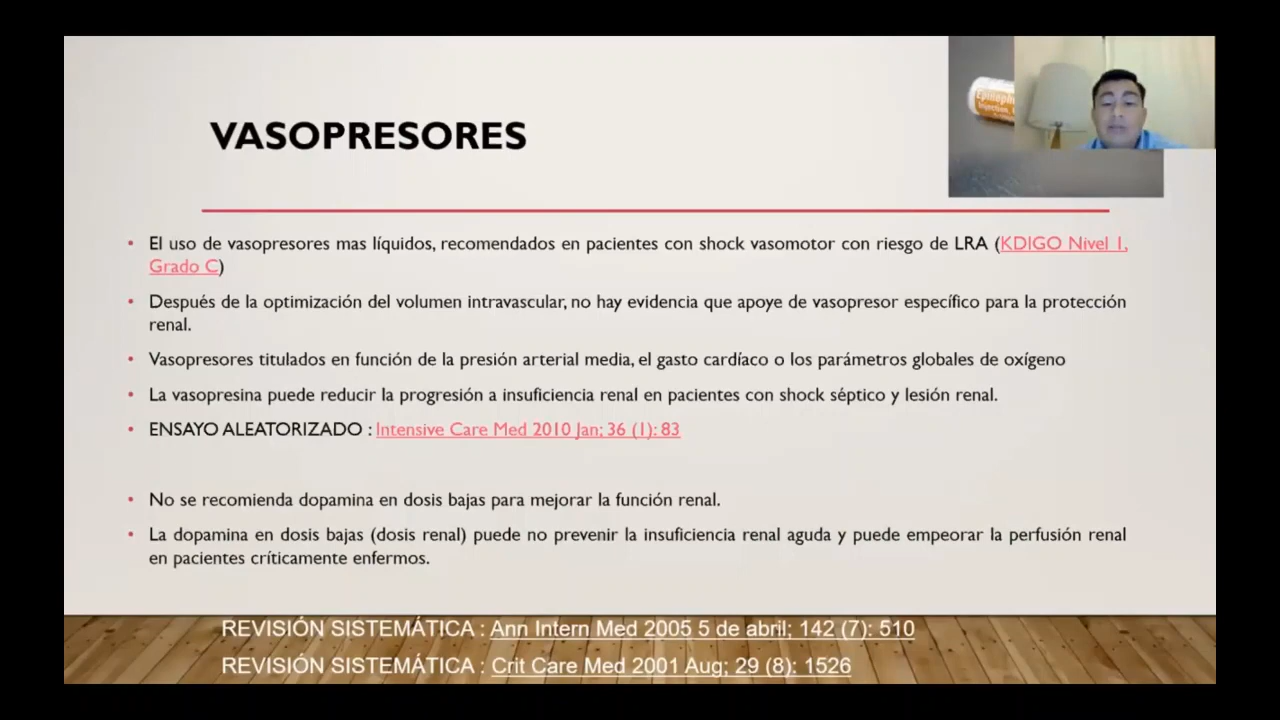 VASOPRESORES
Epineph
Injection,
• El uso de vasopresores mas líquidos, recomendados en pacientes con shock vasomotor con riesgo de LRA (KDIGO Nivel 1,
Grado C)
• Después de la optimización del volumen intravascular, no hay evidencia que apoye de vasopresor específico para la protección
renal.
• Vasopresores titulados en función de la presión arterial media, el gasto cardíaco o los parámetros globales de oxígeno
• La vasopresina puede reducir la progresión a insuficiencia renal en pacientes con shock séptico y lesión renal.
• ENSAYO ALEATORIZADO : Intensive Care Med 2010 Jan; 36 (1): 83
• No se recomienda dopamina en dosis bajas para mejorar la función renal.
• La dopamina en dosis bajas (dosis renal) puede no prevenir la insuficiencia renal aguda y puede empeorar la perfusión renal
en pacientes críticamente enfermos.
REVISIÓN SISTEMÁTICA : Ann Intern Med 2005 5 de abril; 142 (7): 510
REVISIÓN SISTEMÁTICA : Crit Care Med 2001 Aug; 29 (8): 1526